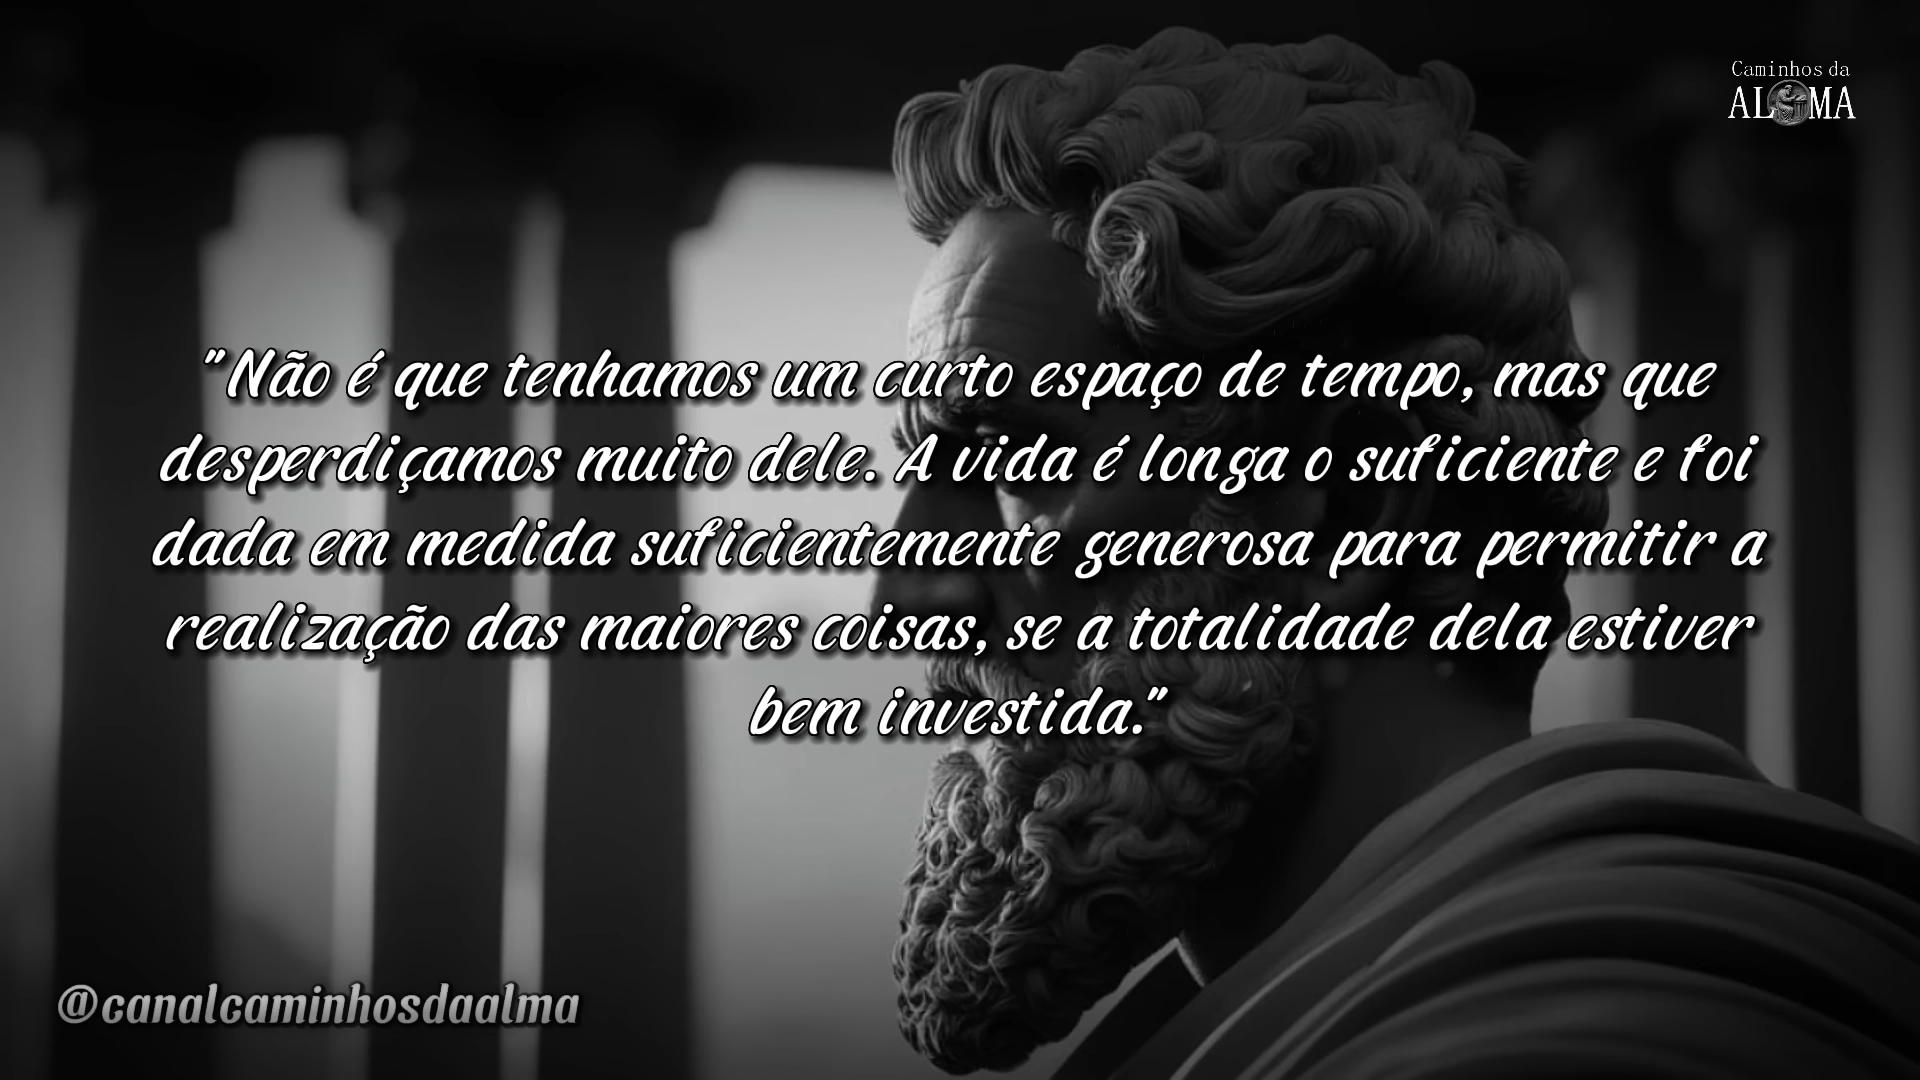 Caminhos da
ALMA
"Não é que tenhamos um curto espaço de tempo, mas que
desperdiçamos muito dele. A vida é longa o suficiente e foi
dada em medida suficientemente generosa para permitir a
realização das maiores coisas, se a totalidade dela estiver
bem investida."
@canalcaminhosdaalma